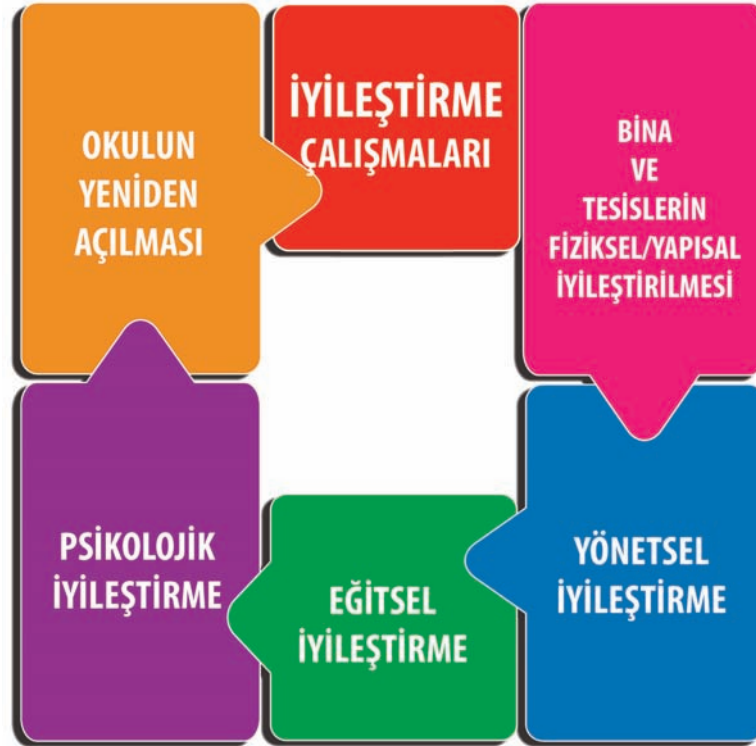 İYİLEŞTİRME
ÇALIŞMALARI
BİNA
VE
TESİSLERİN
FİZİKSEL/YAPISAL
İYİLEŞTİRİLMESİ
YÖNETSEL
İYİLEŞTİRME
EĞİTSEL
İYİLEŞTİRME
PSİKOLOJİK
İYİLEŞTİRME
OKULUN
YENİDEN
AÇILMASI